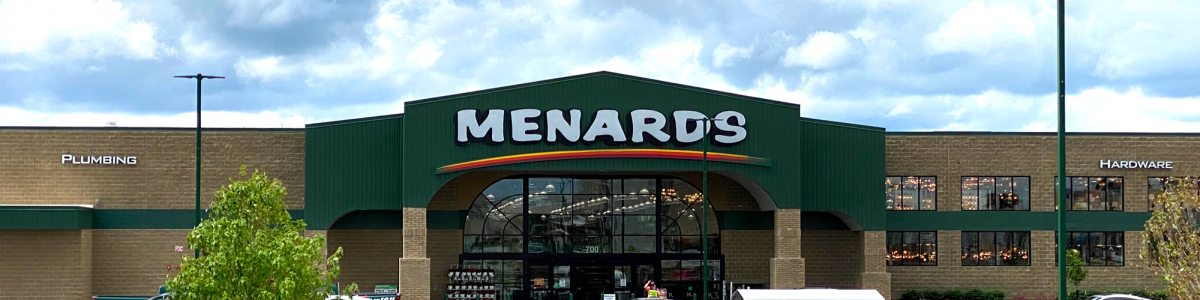 MENARDS
PLUMBING
HARDWARE
700